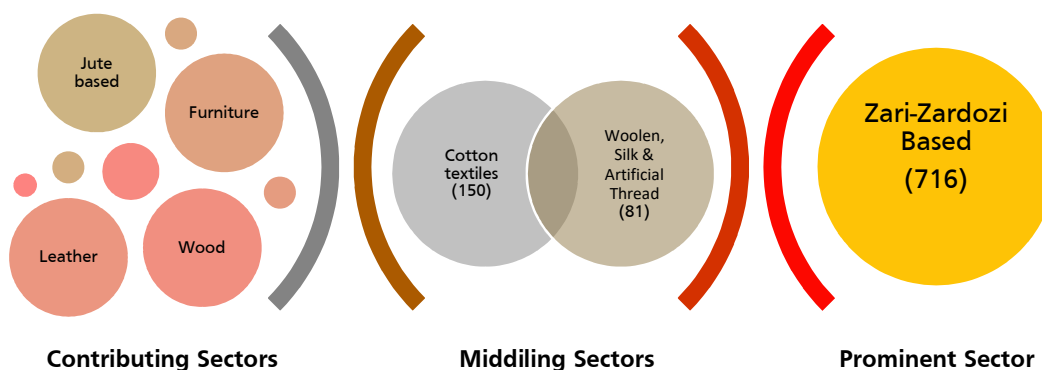 Jute
based
Furniture
Leather
Wood
Contributing Sectors
Cotton
textiles
(150)
Woolen,
Silk &
Artificial
Thread
(81)
Middiling Sectors
Zari-Zardozi
Based
(716)
Prominent Sector